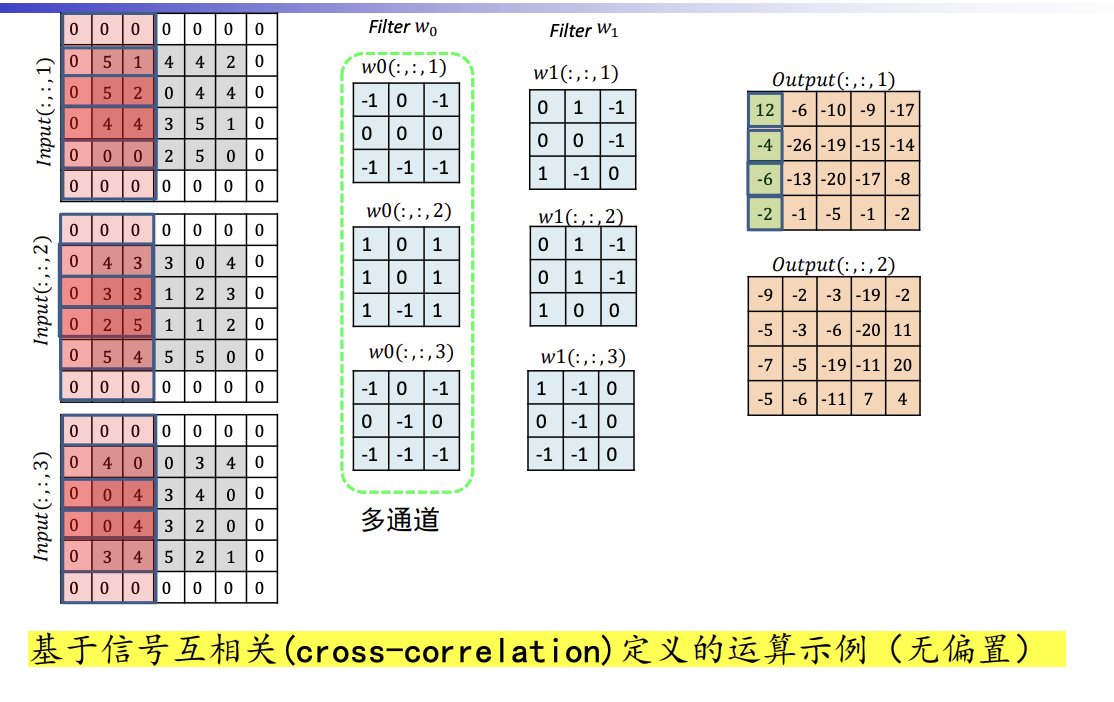 Input(:,:,1)
0 0 0 0 0 0 0
0 5 1 4 4 2 0
0 5 2 0 4 4 0
0 4 4 3 5 1 0
0 0 0 2 5 0 0
0 0 0 0 0 0 0
Input(:,:,2)
0 0 0 0 0 0 0
0 4 3 3 0 4 0
0 3 3 1 2 3 0
0 2 5 1 1 2 0
0 5 4 5 5 0 0
0 0 0 0 0 0 0
Input(:,:,3)
0 0 0 0 0 0 0
0 4 0 0 3 4 0
0 0 4 3 4 0 0
0 0 4 3 2 0 0
0 3 4 5 2 1 0
0 0 0 0 0 0 0
Filter w₀
w0(:,:,1)
-1 0 -1
0 0 0
-1 -1 -1
w0(:,:,2)
1 0 1
1 0 1
1 -1 1
w0(:,:,3)
-1 0 -1
0 -1 0
-1 -1 -1
多通道
Filter w₁
w1(:,:,1)
0 1 -1
0 0 -1
1 -1 0
w1(:,:,2)
0 1 -1
0 1 -1
1 0 0
w1(:,:,3)
1 -1 0
0 -1 0
-1 -1 0
Output(:,:,1)
12 -6 -10 -9 -17
-4 -26 -19 -15 -14
-6 -13 -20 -17 -8
-2 -1 -5 -1 -2
Output(:,:,2)
-9 -2 -3 -19 -2
-5 -3 -6 -20 11
-7 -5 -19 -11 20
-5 -6 -11 7 4
基于信号互相关(cross-correlation)定义的运算示例（无偏置）